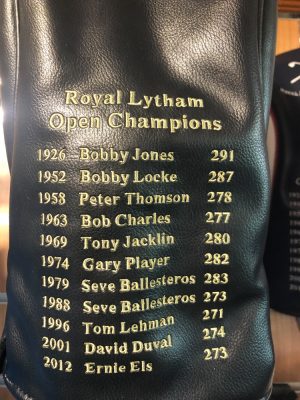 Royal Lytham
Open Champions
1926 - Bobby Jones 291
1952 Bobby Locke 287
1958 Peter Thomson 278
1963 Bob Charles 277
1969 Tony Jacklin 280
1974 Gary Player 282
1979 Seve Ballesteros 283
1988 Seve Ballesteros 273
1996 Tom Lehman 271
2001 David Duval 274
2012 Ernie Els 273